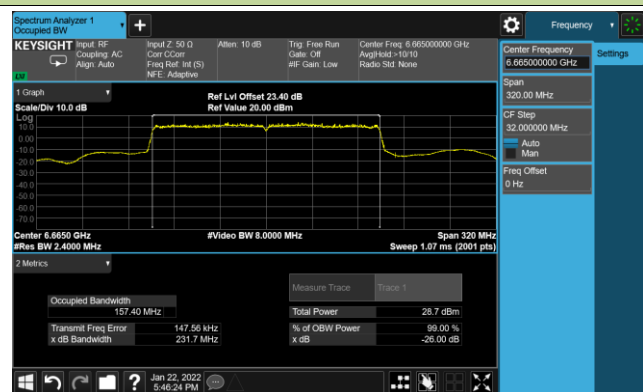 Spectrum Analyzer 1
Occupied BW
Frequency
KEYSIGHT
Input: RF
Coupling: AC
Align: Auto
Input Z: 50 Ω
Corr CCorr
Freq Ref: Int (S)
NFE: Adaptive
Atten: 10 dB
Trig: Free Run
Gate: Off
#IF Gain: Low
Center Freq: 6.665000000 GHz
Avg|Hold:>10/10
Radio Std: None
1 Graph
Scale/Div 10.0 dB
Ref Lvl Offset 23.40 dB
Ref Value 20.00 dBm
Log
10.0
0.00
-10.0
-20.0
-30.0
-40.0
-50.0
-60.0
-70.0
Center 6.6650 GHz
#Res BW 2.4000 MHz
#Video BW 8.0000 MHz
Span 320 MHz
Sweep 1.07 ms (2001 pts)
2 Metrics
Measure Trace Trace 1
Occupied Bandwidth
157.40 MHz
Total Power 28.7 dBm
Transmit Freq Error 147.56 kHz
% of OBW Power 99.00 %
x dB Bandwidth 231.7 MHz
x dB -26.00 dB
Center Frequency
6.665000000 GHz
Settings
Span
320.00 MHz
CF Step
32.000000 MHz
Auto
Man
Freq Offset
0 Hz
Jan 22, 2022
5:46:24 PM